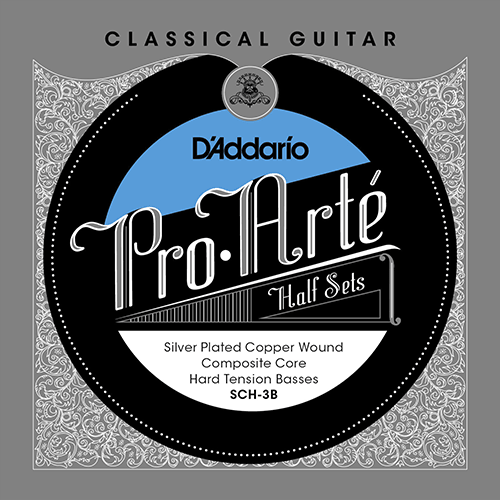 CLASSICAL GUITAR
D'Addario
Pro·Arté
Half Sets
Silver Plated Copper Wound
Composite Core
Hard Tension Basses
SCH-3B